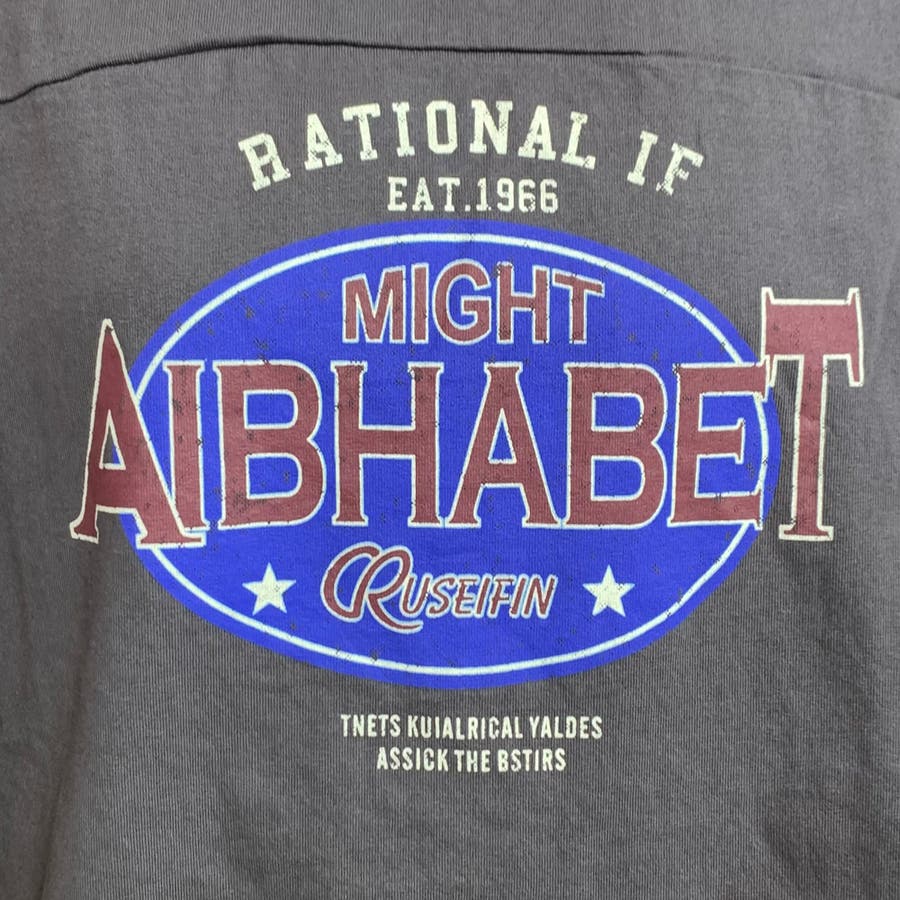 RATIONAL IF
EAT.1966
MIGHT
AIBHABET
RUSEIFIN
TNETS KUIALRICAL YALDES
ASSICK THE BSTIRS